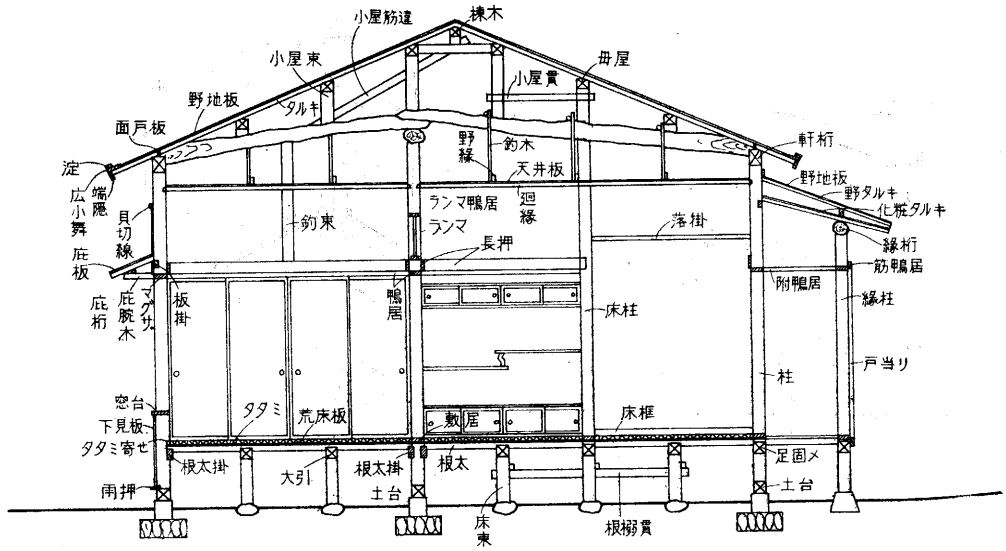 小屋筋違
棟木
小屋束
母屋
小屋貫
タルキ
野地板
面戸板
軒桁
野縁
釣木
天井板
淀
広小舞
端隠
貝切線
野地板
野タルキ
化粧タルキ
ランマ鴨居
ランマ
廻縁
釣束
落掛
縁桁
長押
筋鴨居
附鴨居
庇板
庇桁
庇腕木
マグサ
板掛
鴨居
床柱
縁柱
戸当り
柱
窓台
下見板
タタミ寄せ
タタミ
荒床板
敷居
床框
根太掛
大引
根太掛
根太
足固メ
雨押
土台
床束
根搦貫
土台